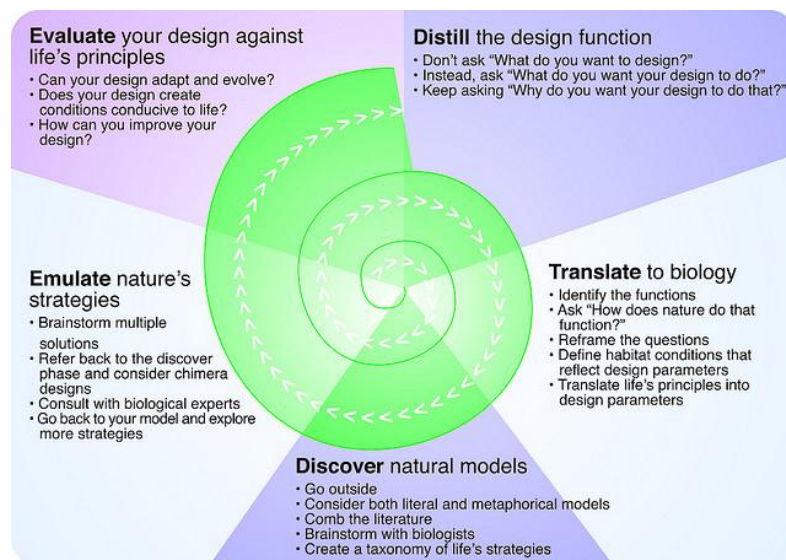 Evaluate your design against
life's principles
• Can your design adapt and evolve?
• Does your design create
conditions conducive to life?
• How can you improve your
design?
Distill the design function
• Don't ask “What do you want to design?”
• Instead, ask “What do you want your design to do?”
• Keep asking “Why do you want your design to do that?”
Translate to biology
• Identify the functions
• Ask “How does nature do that
function?”
• Reframe the questions
• Define habitat conditions that
reflect design parameters
• Translate life's principles into
design parameters
Discover natural models
• Go outside
• Consider both literal and metaphorical models
• Comb the literature
• Brainstorm with biologists
• Create a taxonomy of life's strategies
Emulate nature's
strategies
• Brainstorm multiple
solutions
• Refer back to the discover
phase and consider chimera
designs
• Consult with biological experts
• Go back to your model and explore
more strategies